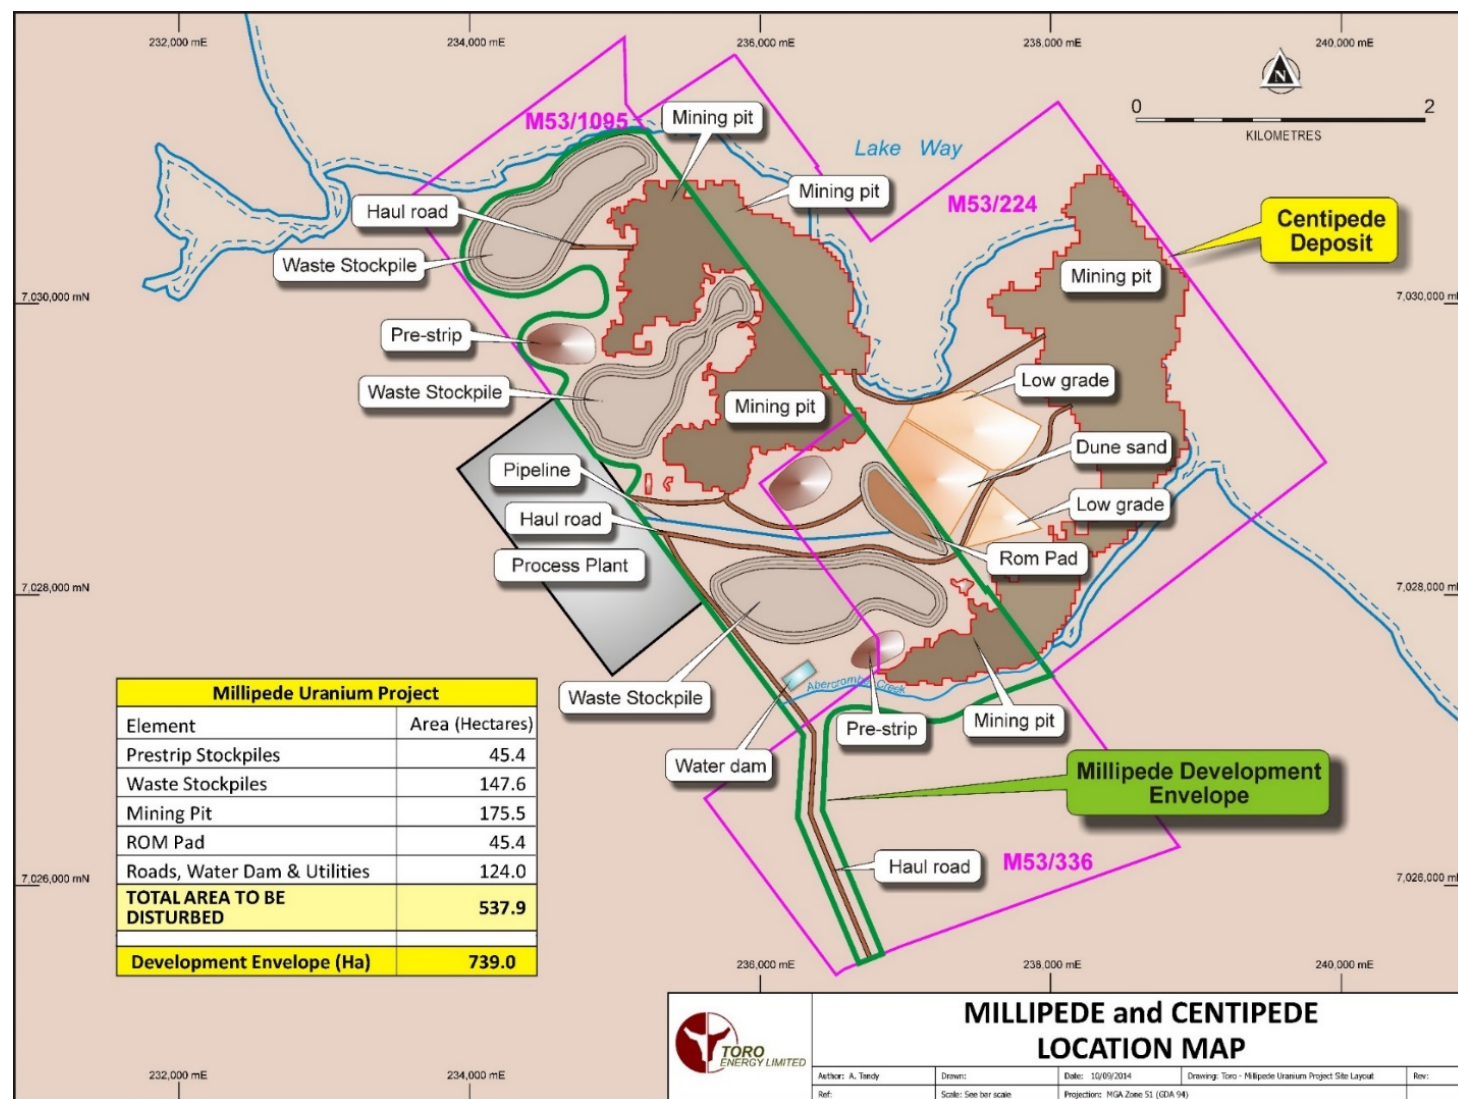 232,000 mE
234,000 mE
236,000 mE
238,000 mE
240,000 mE
N
0
2
KILOMETRES
M53/1095
Mining pit
Lake Way
Mining pit
M53/224
Haul road
Centipede
Deposit
Waste Stockpile
Mining pit
7,030,000 mN
7,030,000 mN
Pre-strip
Low grade
Waste Stockpile
Mining pit
Dune sand
Pipeline
Low grade
Haul road
Process Plant
Rom Pad
7,028,000 mN
7,028,000 mN
Abercrombie Creek
Waste Stockpile
Pre-strip
Mining pit
Water dam
Millipede Development
Envelope
Haul road
M53/336
7,026,000 mN
7,026,000 mN
Millipede Uranium Project
Element Area (Hectares)
Prestrip Stockpiles 45.4
Waste Stockpiles 147.6
Mining Pit 175.5
ROM Pad 45.4
Roads, Water Dam & Utilities 124.0
TOTAL AREA TO BE
DISTURBED 537.9
Development Envelope (Ha) 739.0
236,000 mE
238,000 mE
240,000 mE
232,000 mE
234,000 mE
TORO
ENERGY LIMITED
MILLIPEDE and CENTIPEDE
LOCATION MAP
Author: A. Tandy Drawn: Date: 10/09/2014 Drawing: Toro - Millipede Uranium Project Site Layout Rev:
Ref: Scale: See bar scale Projection: MGA Zone 51 (GDA 94)